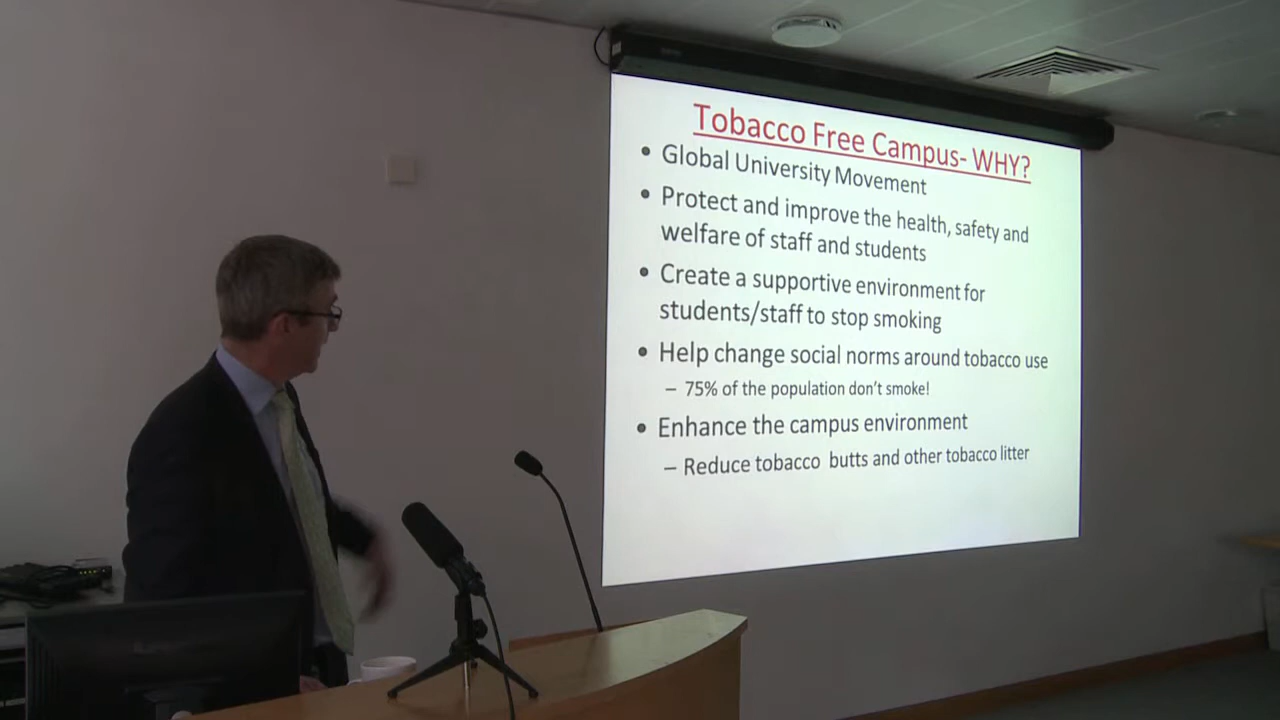 Tobacco Free Campus- WHY?
• Global University Movement
• Protect and improve the health, safety and
welfare of staff and students
• Create a supportive environment for
students/staff to stop smoking
• Help change social norms around tobacco use
– 75% of the population don't smoke!
• Enhance the campus environment
– Reduce tobacco butts and other tobacco litter